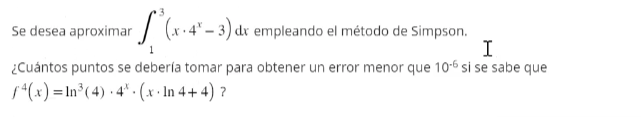 Se desea aproximar ∫₁³ (x · 4ˣ – 3) dx empleando el método de Simpson.
¿Cuántos puntos se debería tomar para obtener un error menor que 10⁻⁶ si se sabe que
f⁴(x) = ln³(4) · 4ˣ · (x · ln 4 + 4) ?